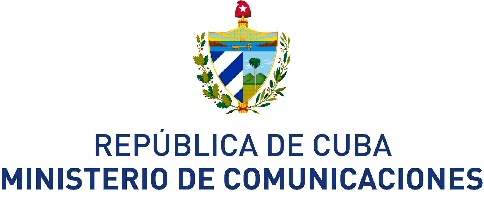 REPÚBLICA DE CUBA
MINISTERIO DE COMUNICACIONES